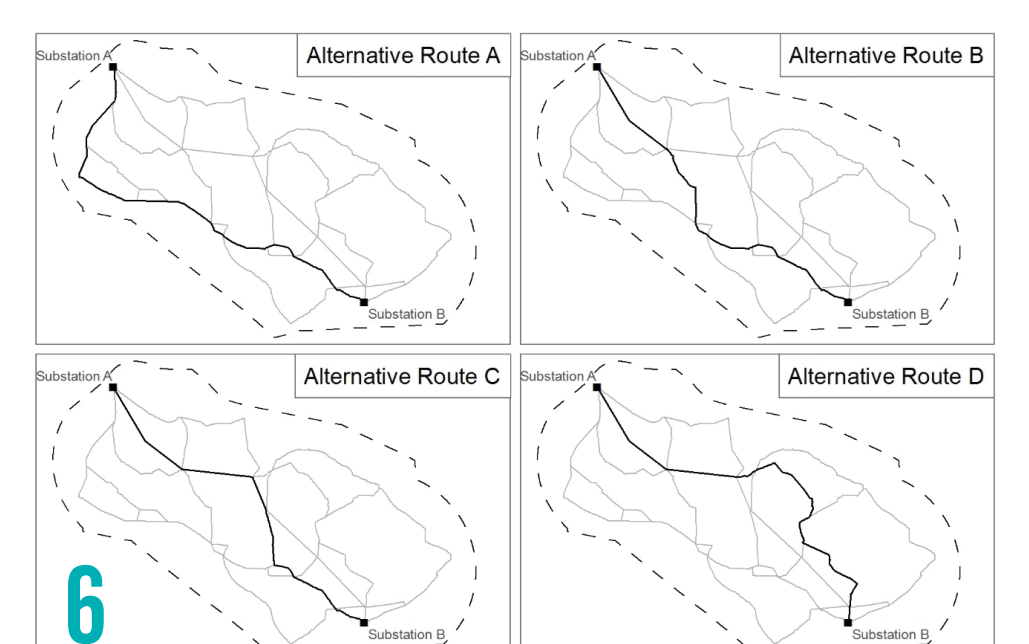 Substation A
Alternative Route A
Substation B
Substation A
Alternative Route B
Substation B
Substation A
Alternative Route C
Substation B
Substation A
Alternative Route D
Substation B
6